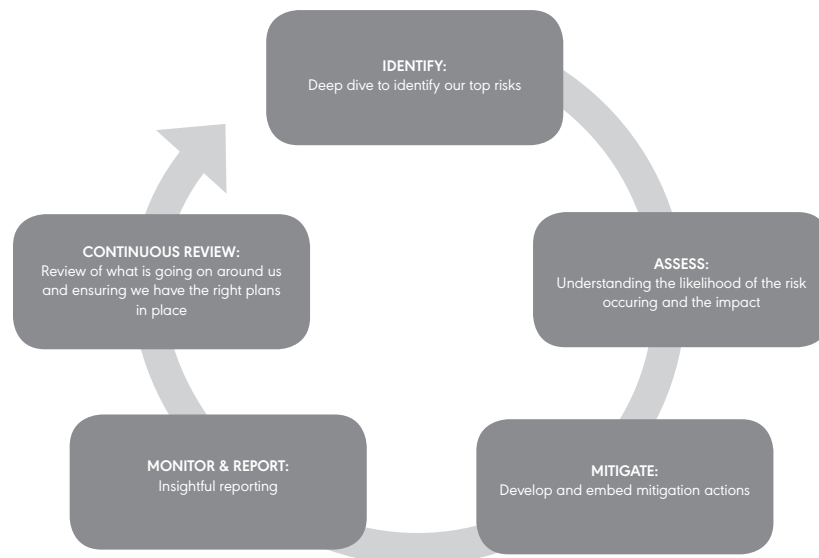 IDENTIFY:
Deep dive to identify our top risks
ASSESS:
Understanding the likelihood of the risk
occuring and the impact
MITIGATE:
Develop and embed mitigation actions
MONITOR & REPORT:
Insightful reporting
CONTINUOUS REVIEW:
Review of what is going on around us
and ensuring we have the right plans
in place